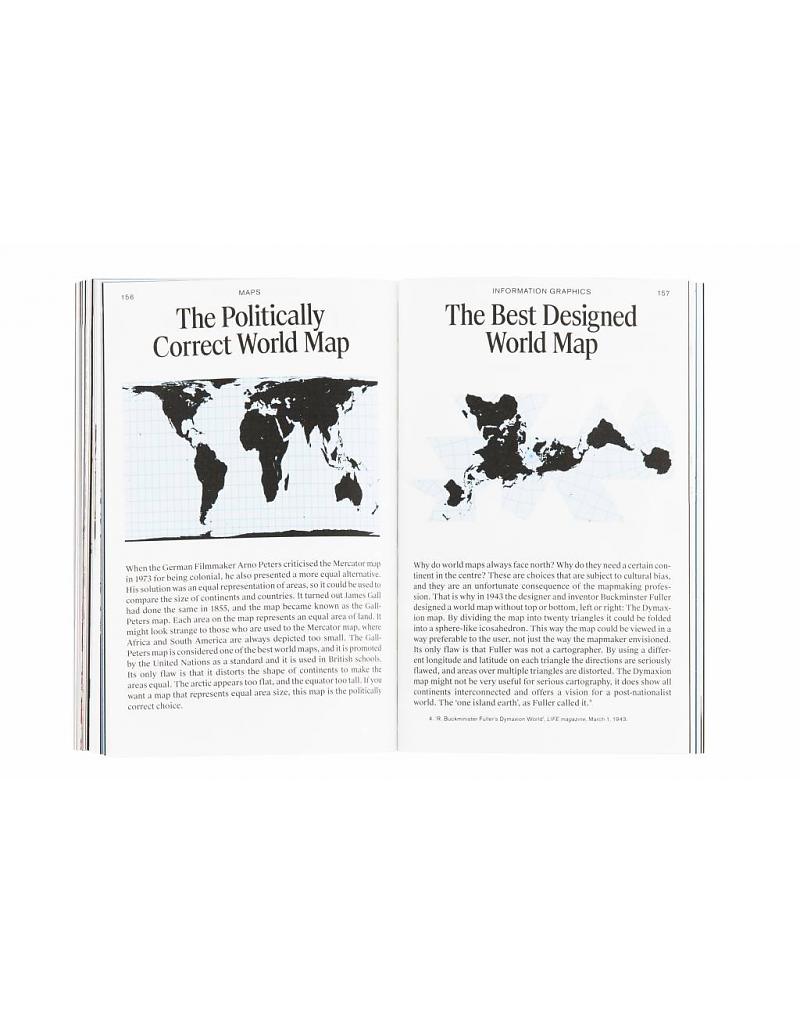 156
MAPS
The Politically
Correct World Map
When the German Filmmaker Arno Peters criticised the Mercator map
in 1973 for being colonial, he also presented a more equal alternative.
His solution was an equal representation of areas, so it could be used to
compare the size of continents and countries. It turned out James Gall
had done the same in 1855, and the map became known as the Gall-
Peters map. Each area on the map represents an equal area of land. It
might look strange to those who are used to the Mercator map, where
Africa and South America are always depicted too small. The Gall-
Peters map is considered one of the best world maps, and it is promoted
by the United Nations as a standard and it is used in British schools.
Its only flaw is that it distorts the shape of continents to make the
areas equal. The arctic appears too flat, and the equator too tall. If you
want a map that represents equal area size, this map is the politically
correct choice.
INFORMATION GRAPHICS
157
The Best Designed
World Map
Why do world maps always face north? Why do they need a certain con-
tinent in the centre? These are choices that are subject to cultural bias,
and they are an unfortunate consequence of the mapmaking profes-
sion. That is why in 1943 the designer and inventor Buckminster Fuller
designed a world map without top or bottom, left or right: The Dymax-
ion map. By dividing the map into twenty triangles it could be folded
into a sphere-like icosahedron. This way the map could be viewed in a
way preferable to the user, not just the way the mapmaker envisioned.
Its only flaw is that Fuller was not a cartographer. By using a differ-
ent longitude and latitude on each triangle the directions are seriously
flawed, and areas over multiple triangles are distorted. The Dymaxion
map might not be very useful for serious cartography, it does show all
continents interconnected and offers a vision for a post-nationalist
world. The 'one island earth', as Fuller called it.⁴
4. 'R. Buckminster Fuller's Dymaxion World', LIFE magazine, March 1, 1943.